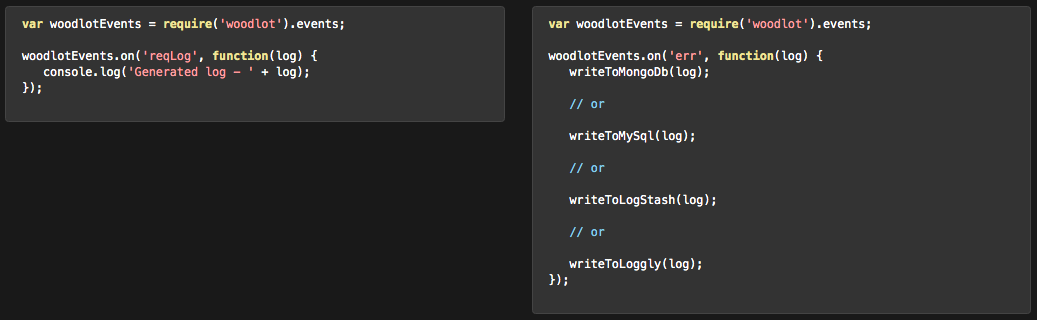 var woodlotEvents = require('woodlot').events;
woodlotEvents.on('reqLog', function(log) {
console.log('Generated log – ' + log);
});
var woodlotEvents = require('woodlot').events;
woodlotEvents.on('err', function(log) {
writeToMongoDb(log);
// or
writeToMySql(log);
// or
writeToLogStash(log);
// or
writeToLoggly(log);
});